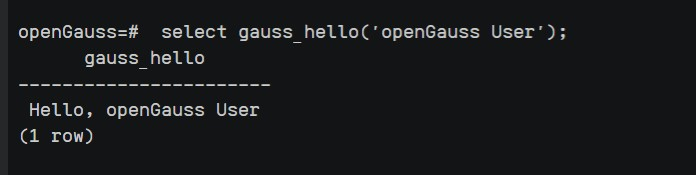 openGauss=#  select gauss_hello('openGauss User');
      gauss_hello
-----------------------
 Hello, openGauss User
(1 row)